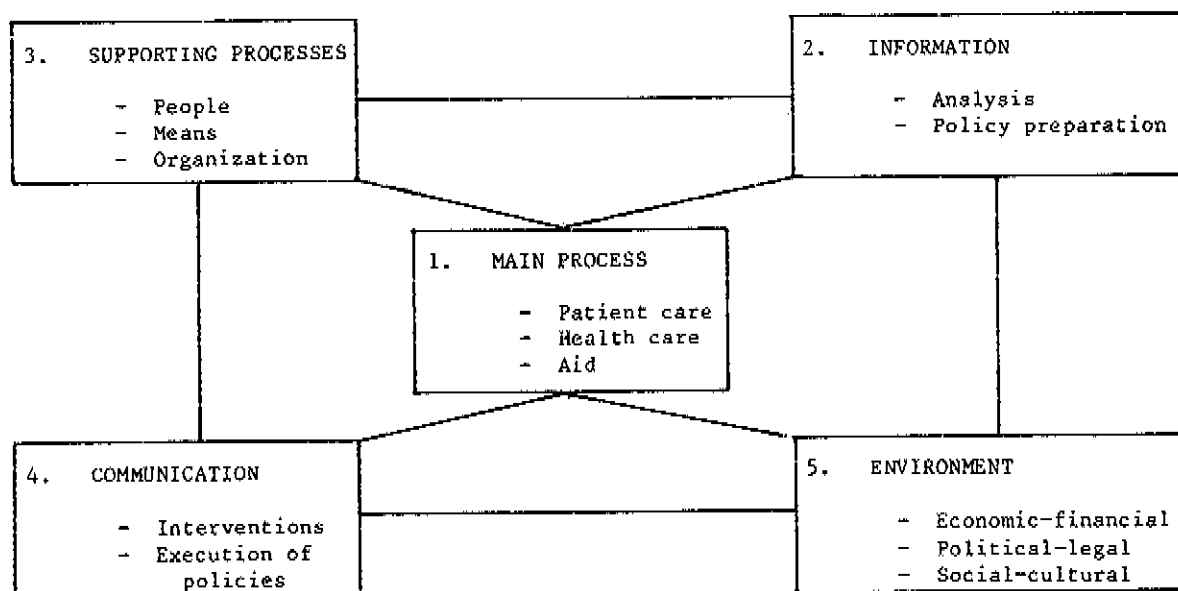 3. SUPPORTING PROCESSES
- People
- Means
- Organization
2. INFORMATION
- Analysis
- Policy preparation
1. MAIN PROCESS
- Patient care
- Health care
- Aid
4. COMMUNICATION
- Interventions
- Execution of
policies
5. ENVIRONMENT
- Economic-financial
- Political-legal
- Social-cultural